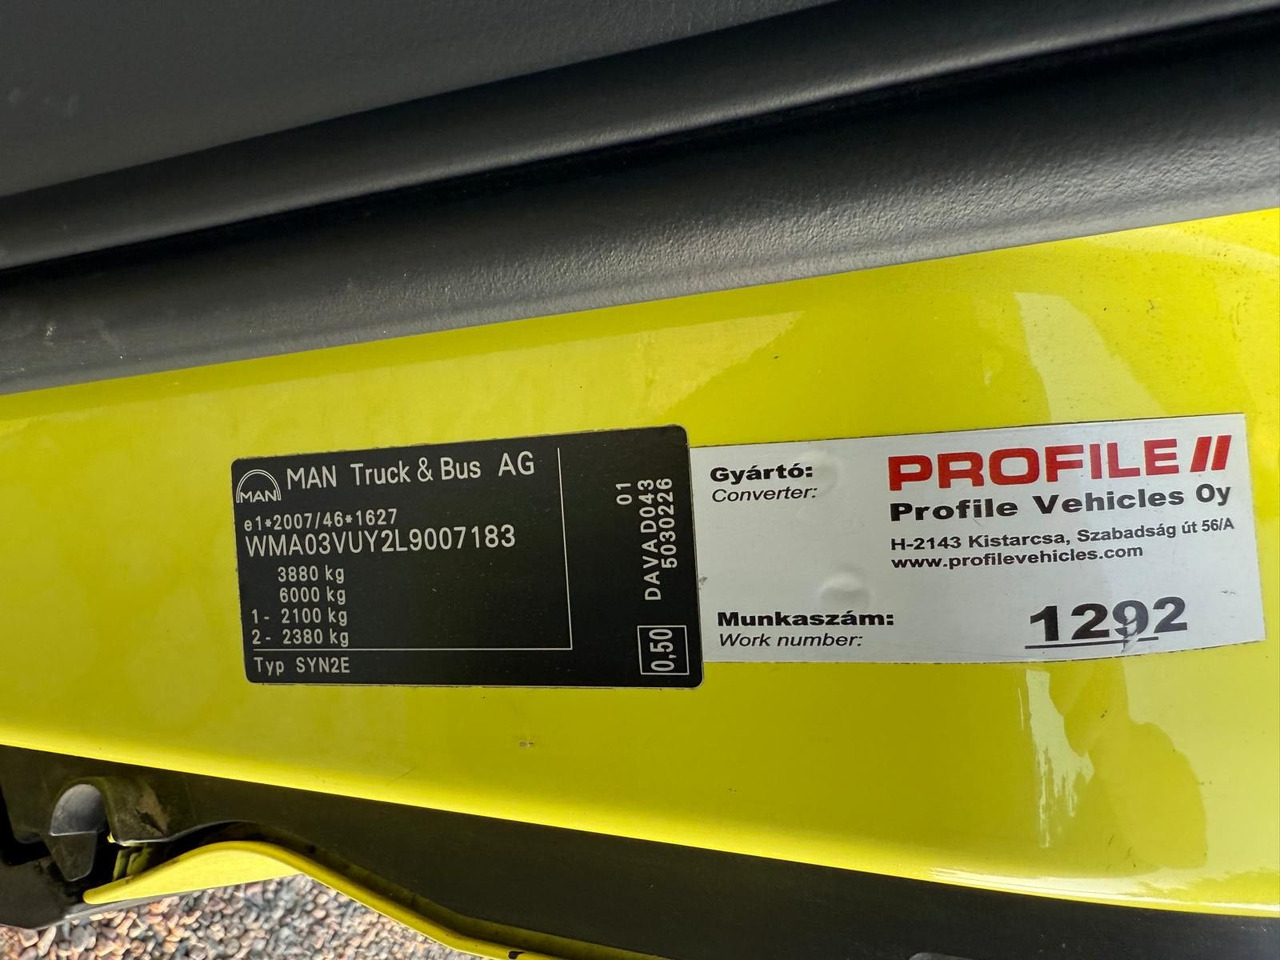 MAN
MAN Truck & Bus AG
e1*2007/46*1627
WMA03VUY2L9007183
3880 kg
6000 kg
1- 2100 kg
2- 2380 kg
Typ SYN2E
01
DAVAD043
5030226
0,50
Gyártó:
Converter:
PROFILE
Profile Vehicles Oy
H-2143 Kistarcsa, Szabadság út 56/A
www.profilevehicles.com
Munkaszám:
Work number:
1292